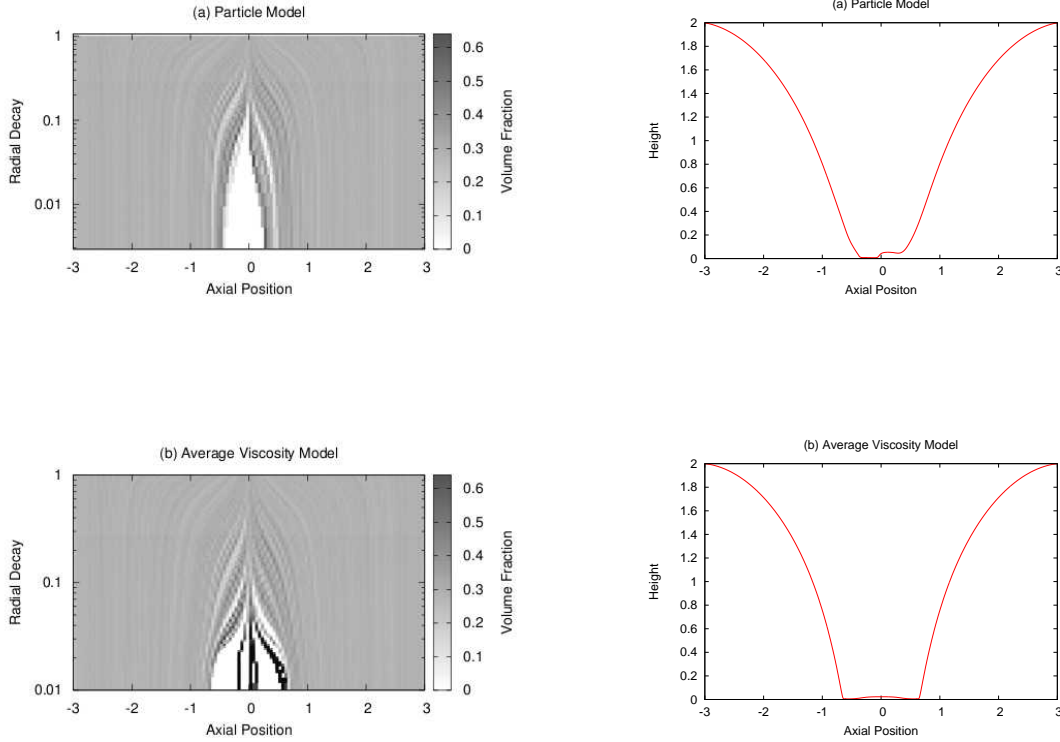 (a) Particle Model
Radial Decay
1
0.1
0.01
-3 -2 -1 0 1 2 3
Axial Position
0.6
0.5
0.4
0.3
0.2
0.1
0
Volume Fraction
(a) Particle Model
Height
2
1.8
1.6
1.4
1.2
1
0.8
0.6
0.4
0.2
0
-3 -2 -1 0 1 2 3
Axial Positon
(b) Average Viscosity Model
Radial Decay
1
0.1
0.01
-3 -2 -1 0 1 2 3
Axial Position
0.6
0.5
0.4
0.3
0.2
0.1
0
Volume Fraction
(b) Average Viscosity Model
Height
2
1.8
1.6
1.4
1.2
1
0.8
0.6
0.4
0.2
0
-3 -2 -1 0 1 2 3
Axial Position